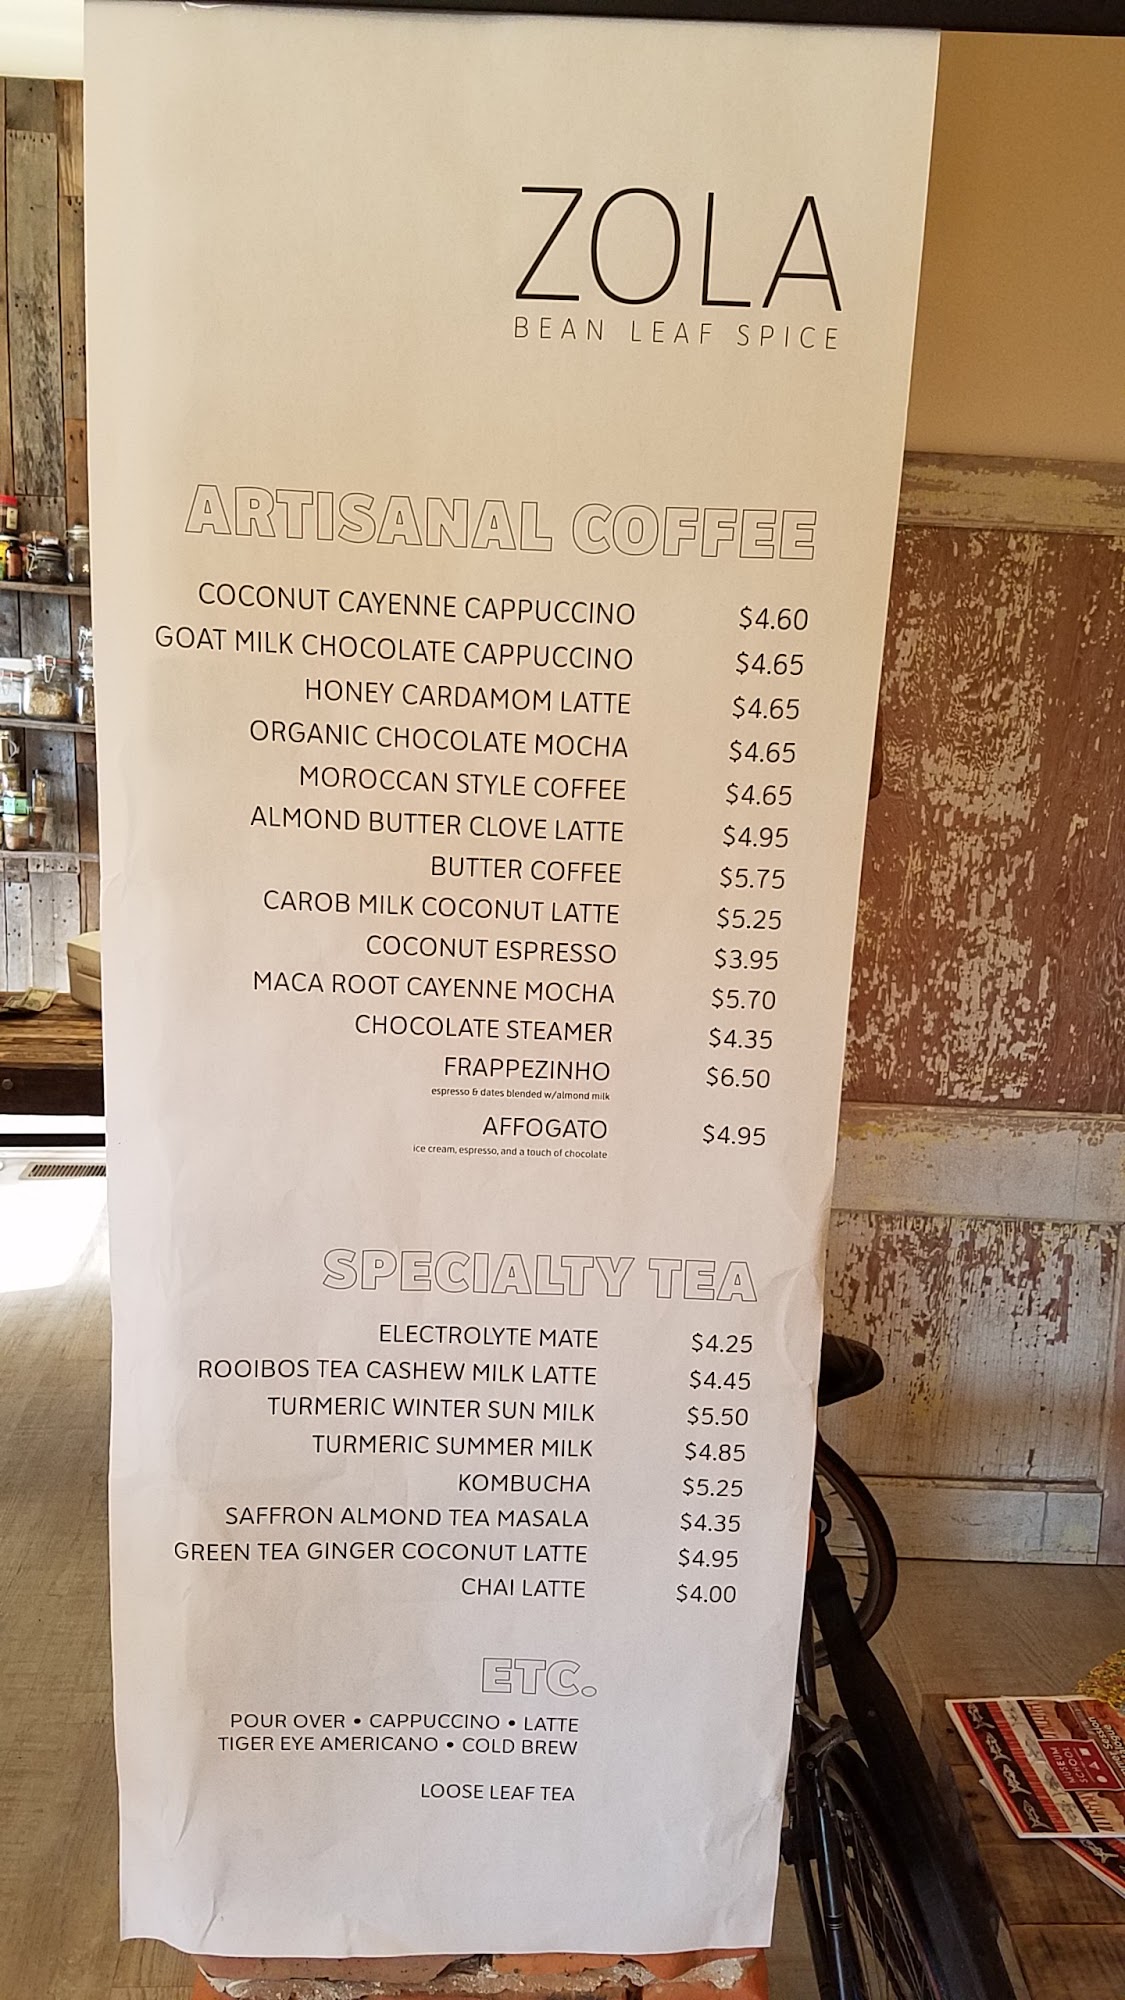 ZOLA
BEAN LEAF SPICE
ARTISANAL COFFEE
COCONUT CAYENNE CAPPUCCINO $4.60
GOAT MILK CHOCOLATE CAPPUCCINO $4.65
HONEY CARDAMOM LATTE $4.65
ORGANIC CHOCOLATE MOCHA $4.65
MOROCCAN STYLE COFFEE $4.65
ALMOND BUTTER CLOVE LATTE $4.95
BUTTER COFFEE $5.75
CAROB MILK COCONUT LATTE $5.25
COCONUT ESPRESSO $3.95
MACA ROOT CAYENNE MOCHA $5.70
CHOCOLATE STEAMER $4.35
FRAPPEZINHO $6.50
espresso & dates blended w/almond milk
AFFOGATO $4.95
ice cream, espresso, and a touch of chocolate
SPECIALTY TEA
ELECTROLYTE MATE $4.25
ROOIBOS TEA CASHEW MILK LATTE $4.45
TURMERIC WINTER SUN MILK $5.50
TURMERIC SUMMER MILK $4.85
KOMBUCHA $5.25
SAFFRON ALMOND TEA MASALA $4.35
GREEN TEA GINGER COCONUT LATTE $4.95
CHAI LATTE $4.00
ETC.
POUR OVER • CAPPUCCINO • LATTE
TIGER EYE AMERICANO • COLD BREW
LOOSE LEAF TEA
MUSEUM
SCHOOL